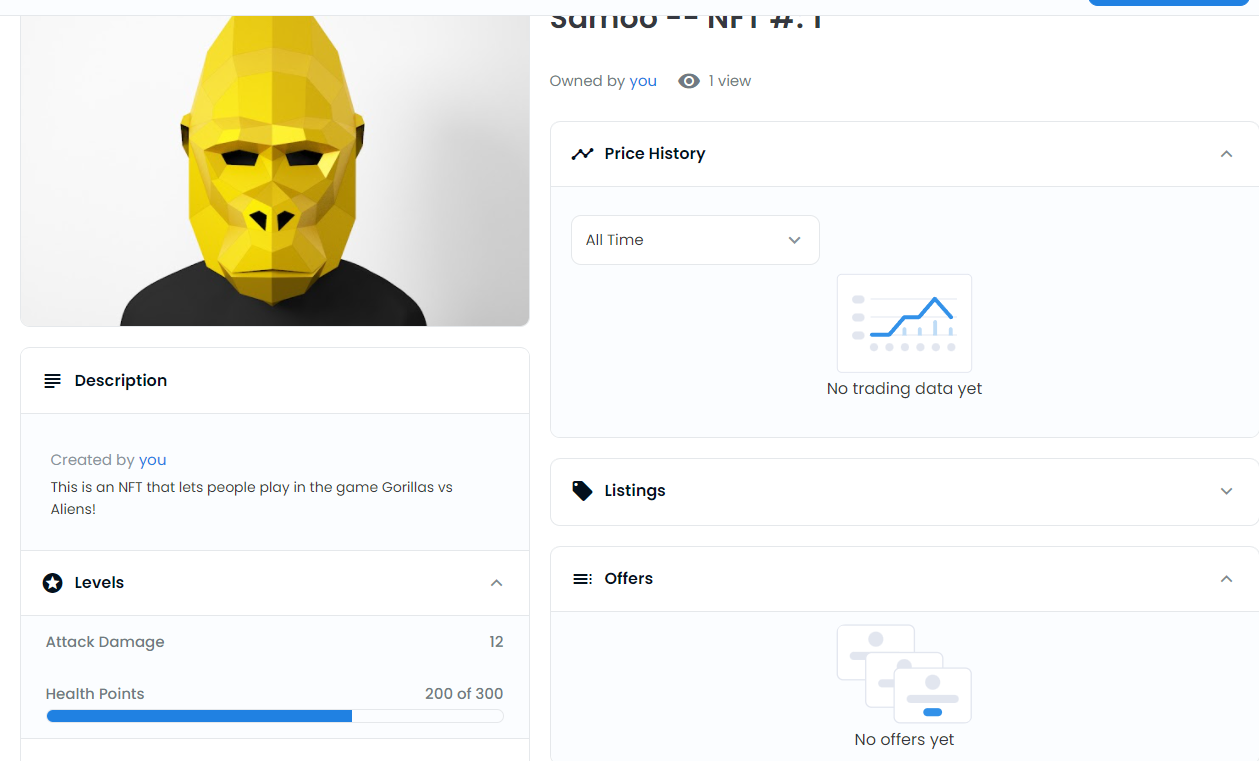 Samoo -- NFT #: 1
Owned by you
1 view
Price History
All Time
No trading data yet
Description
Created by you
This is an NFT that lets people play in the game Gorillas vs
Aliens!
Levels
Attack Damage 12
Health Points 200 of 300
Listings
Offers
No offers yet